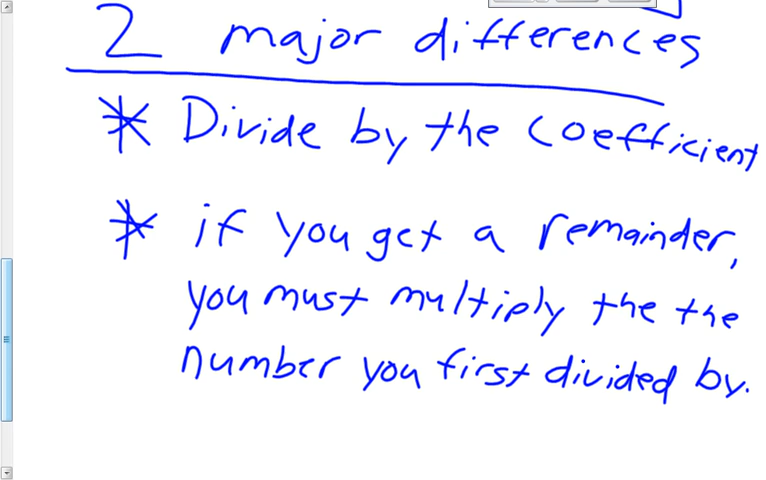 2 major differences
* Divide by the coefficient
* if you get a remainder,
you must multiply the the
number you first divided by.